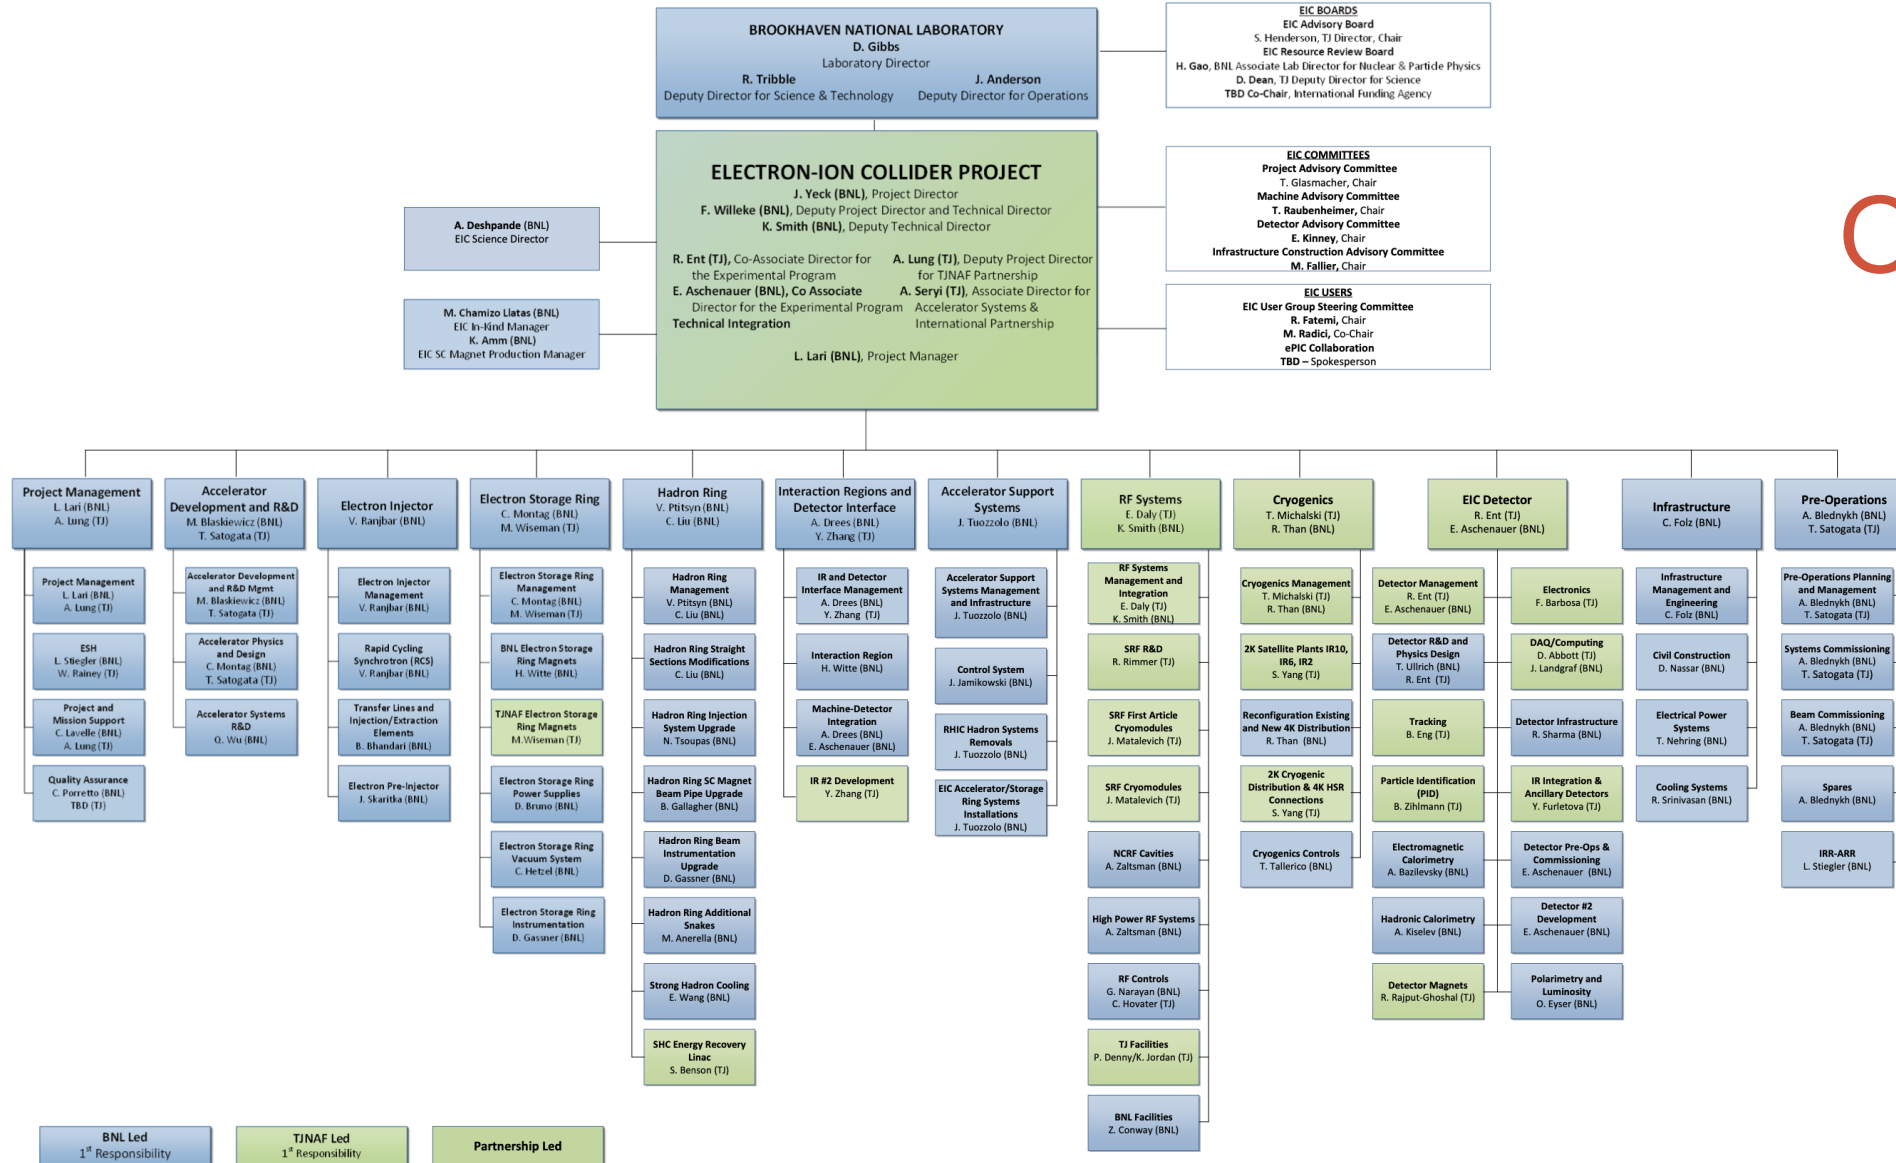 BROOKHAVEN NATIONAL LABORATORY
D. Gibbs
Laboratory Director
R. Tribble
Deputy Director for Science & Technology
J. Anderson
Deputy Director for Operations
EIC BOARDS
EIC Advisory Board
S. Henderson, TJ Director, Chair
EIC Resource Review Board
H. Gao, BNL Associate Lab Director for Nuclear & Particle Physics
D. Dean, TJ Deputy Director for Science
TBD Co-Chair, International Funding Agency
ELECTRON-ION COLLIDER PROJECT
J. Yeck (BNL), Project Director
F. Willeke (BNL), Deputy Project Director and Technical Director
K. Smith (BNL), Deputy Technical Director
R. Ent (TJ), Co-Associate Director for
the Experimental Program
E. Aschenauer (BNL), Co Associate
Director for the Experimental Program
Technical Integration
A. Lung (TJ), Deputy Project Director
for TJNAF Partnership
A. Seryi (TJ), Associate Director for
Accelerator Systems &
International Partnership
L. Lari (BNL), Project Manager
EIC COMMITTEES
Project Advisory Committee
T. Glasmacher, Chair
Machine Advisory Committee
T. Raubenheimer, Chair
Detector Advisory Committee
E. Kinney, Chair
Infrastructure Construction Advisory Committee
M. Fallier, Chair
C
A. Deshpande (BNL)
EIC Science Director
M. Chamizo Llatas (BNL)
EIC In-Kind Manager
K. Amm (BNL)
EIC SC Magnet Production Manager
EIC USERS
EIC User Group Steering Committee
R. Fatemi, Chair
M. Radici, Co-Chair
ePIC Collaboration
TBD – Spokesperson
Project Management
L. Lari (BNL)
A. Lung (TJ)
Project Management
L. Lari (BNL)
A. Lung (TJ)
ESH
L. Stiegler (BNL)
W. Rainey (TJ)
Project and
Mission Support
C. Lavelle (BNL)
A. Lung (TJ)
Quality Assurance
C. Porretto (BNL)
TBD (TJ)
Accelerator
Development and R&D
M. Blaskiewicz (BNL)
T. Satogata (TJ)
Accelerator Development
and R&D Mgmt
M. Blaskiewicz (BNL)
T. Satogata (TJ)
Accelerator Physics
and Design
C. Montag (BNL)
T. Satogata (TJ)
Accelerator Systems
R&D
Q. Wu (BNL)
Electron Injector
V. Ranjbar (BNL)
Electron Injector
Management
V. Ranjbar (BNL)
Rapid Cycling
Synchrotron (RCS)
V. Ranjbar (BNL)
Transfer Lines and
Injection/Extraction
Elements
B. Bhandari (BNL)
Electron Pre-Injector
J. Skaritka (BNL)
Electron Storage Ring
C. Montag (BNL)
M. Wiseman (TJ)
Electron Storage Ring
Management
C. Montag (BNL)
M. Wiseman (TJ)
BNL Electron Storage
Ring Magnets
H. Witte (BNL)
TJNAF Electron Storage
Ring Magnets
M.Wiseman (TJ)
Electron Storage Ring
Power Supplies
D. Bruno (BNL)
Electron Storage Ring
Vacuum System
C. Hetzel (BNL)
Electron Storage Ring
Instrumentation
D. Gassner (BNL)
Hadron Ring
V. Ptitsyn (BNL)
C. Liu (BNL)
Hadron Ring
Management
V. Ptitsyn (BNL)
C. Liu (BNL)
Hadron Ring Straight
Sections Modifications
C. Liu (BNL)
Hadron Ring Injection
System Upgrade
N. Tsoupas (BNL)
Hadron Ring SC Magnet
Beam Pipe Upgrade
B. Gallagher (BNL)
Hadron Ring Beam
Instrumentation
Upgrade
D. Gassner (BNL)
Hadron Ring Additional
Snakes
M. Anerella (BNL)
Strong Hadron Cooling
E. Wang (BNL)
SHC Energy Recovery
Linac
S. Benson (TJ)
Interaction Regions and
Detector Interface
A. Drees (BNL)
Y. Zhang (TJ)
IR and Detector
Interface Management
A. Drees (BNL)
Y. Zhang (TJ)
Interaction Region
H. Witte (BNL)
Machine-Detector
Integration
A. Drees (BNL)
E. Aschenauer (BNL)
IR #2 Development
Y. Zhang (TJ)
Accelerator Support
Systems
J. Tuozzolo (BNL)
Accelerator Support
Systems Management
and Infrastructure
J. Tuozzolo (BNL)
Control System
J. Jamikowski (BNL)
RHIC Hadron Systems
Removals
J. Tuozzolo (BNL)
EIC Accelerator/Storage
Ring Systems
Installations
J. Tuozzolo (BNL)
RF Systems
E. Daly (TJ)
K. Smith (BNL)
RF Systems
Management and
Integration
E. Daly (TJ)
K. Smith (BNL)
SRF R&D
R. Rimmer (TJ)
SRF First Article
Cryomodules
J. Matalevich (TJ)
SRF Cryomodules
J. Matalevich (TJ)
NCRF Cavities
A. Zaltsman (BNL)
High Power RF Systems
A. Zaltsman (BNL)
RF Controls
G. Narayan (BNL)
C. Hovater (TJ)
TJ Facilities
P. Denny/K. Jordan (TJ)
BNL Facilities
Z. Conway (BNL)
Cryogenics
T. Michalski (TJ)
R. Than (BNL)
Cryogenics Management
T. Michalski (TJ)
R. Than (BNL)
2K Satellite Plants IR10,
IR6, IR2
S. Yang (TJ)
Reconfiguration Existing
and New 4K Distribution
R. Than (BNL)
2K Cryogenic
Distribution & 4K HSR
Connections
S. Yang (TJ)
Cryogenics Controls
T. Tallerico (BNL)
EIC Detector
R. Ent (TJ)
E. Aschenauer (BNL)
Detector Management
R. Ent (TJ)
E. Aschenauer (BNL)
Detector R&D and
Physics Design
T. Ullrich (BNL)
R. Ent (TJ)
Tracking
B. Eng (TJ)
Particle Identification
(PID)
B. Zihlmann (TJ)
Electromagnetic
Calorimetry
A. Bazilevsky (BNL)
Hadronic Calorimetry
A. Kiselev (BNL)
Detector Magnets
R. Rajput-Ghoshal (TJ)
Electronics
F. Barbosa (TJ)
DAQ/Computing
D. Abbott (TJ)
J. Landgraf (BNL)
Detector Infrastructure
R. Sharma (BNL)
IR Integration &
Ancillary Detectors
Y. Furletova (TJ)
Detector Pre-Ops &
Commissioning
E. Aschenauer (BNL)
Detector #2
Development
E. Aschenauer (BNL)
Polarimetry and
Luminosity
O. Eyser (BNL)
Infrastructure
C. Folz (BNL)
Infrastructure
Management and
Engineering
C. Folz (BNL)
Civil Construction
D. Nassar (BNL)
Electrical Power
Systems
T. Nehring (BNL)
Cooling Systems
R. Srinivasan (BNL)
Pre-Operations
A. Blednykh (BNL)
T. Satogata (TJ)
Pre-Operations Planning
and Management
A. Blednykh (BNL)
T. Satogata (TJ)
Systems Commissioning
A. Blednykh (BNL)
T. Satogata (TJ)
Beam Commissioning
A. Blednykh (BNL)
T. Satogata (TJ)
Spares
A. Blednykh (BNL)
IRR-ARR
L. Stiegler (BNL)
BNL Led
1st Responsibility
TJNAF Led
1st Responsibility
Partnership Led